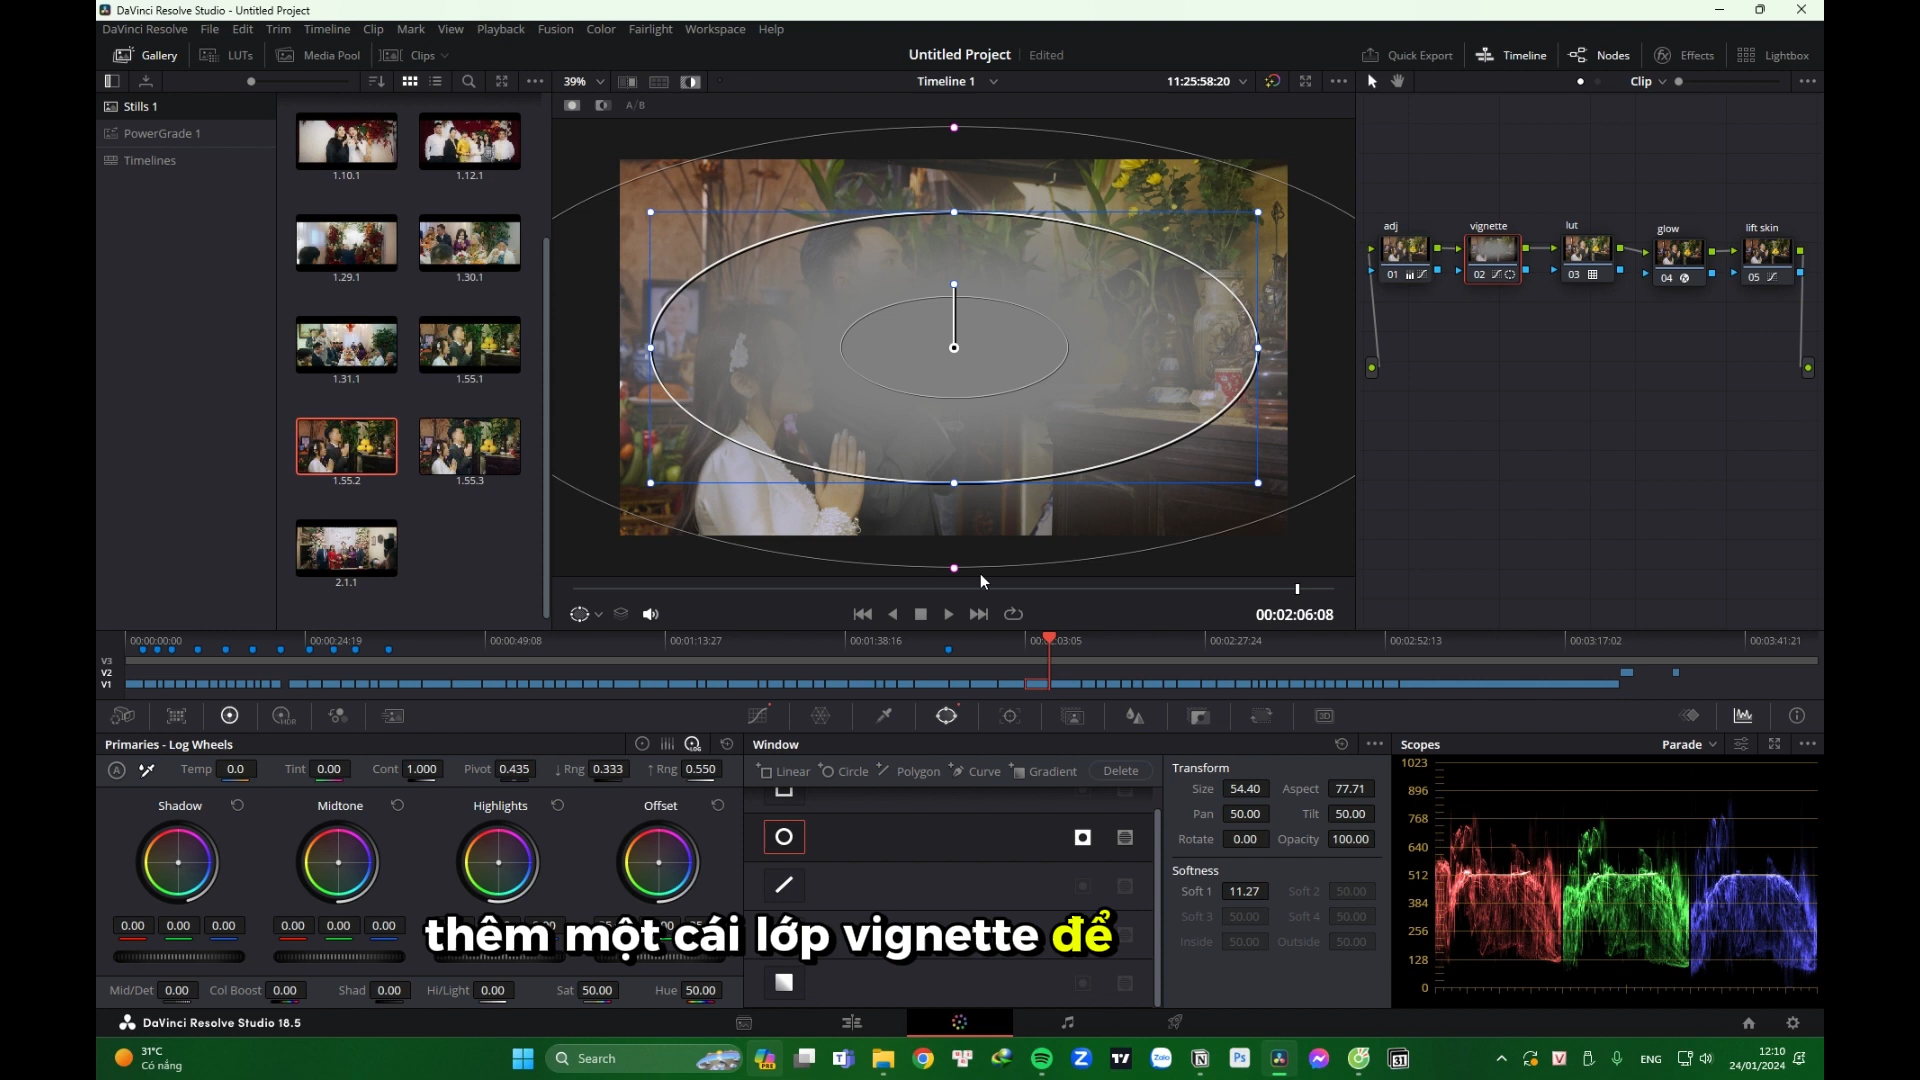 DaVinci Resolve Studio - Untitled Project
DaVinci Resolve File Edit Trim Timeline Clip Mark View Playback Fusion Color Fairlight Workspace Help
Gallery LUTs Media Pool Clips
Untitled Project Edited
Quick Export Timeline Nodes Effects Lightbox
39% Timeline 1 11:25:58:20 Clip
A/B
Stills 1
PowerGrade 1
Timelines
1.10.1 1.12.1
1.29.1 1.30.1
1.31.1 1.55.1
1.55.2 1.55.3
2.1.1
adj vignette lut glow lift skin
01 02 03 04 05
00:02:06:08
00:00:00:00 00:00:24:19 00:00:49:08 00:01:13:27 00:01:38:16 00:02:27:24 00:02:52:13 00:03:17:02 00:03:41:21
V3
V2
V1
HDR 3D
Primaries - Log Wheels
LOG
A Temp 0.0 Tint 0.00 Cont 1.000 Pivot 0.435 ↓Rng 0.333 ↑Rng 0.550
Shadow Midtone Highlights Offset
0.00 0.00 0.00 0.00 0.00 0.00
Mid/Det 0.00 Col Boost 0.00 Shad 0.00 Hi/Light 0.00 Sat 50.00 Hue 50.00
Window
Linear Circle Polygon Curve Gradient Delete
Transform
Size 54.40 Aspect 77.71
Pan 50.00 Tilt 50.00
Rotate 0.00 Opacity 100.00
Softness
Soft 1 11.27 Soft 2 50.00
Soft 3 50.00 Soft 4 50.00
Inside 50.00 Outside 50.00
Scopes Parade
1023
896
768
640
512
384
256
128
0
thêm một cái lớp vignette để
DaVinci Resolve Studio 18.5
31°C
Có nắng
Search
PRE
Zalo
Ps
31
ENG
12:10
24/01/2024